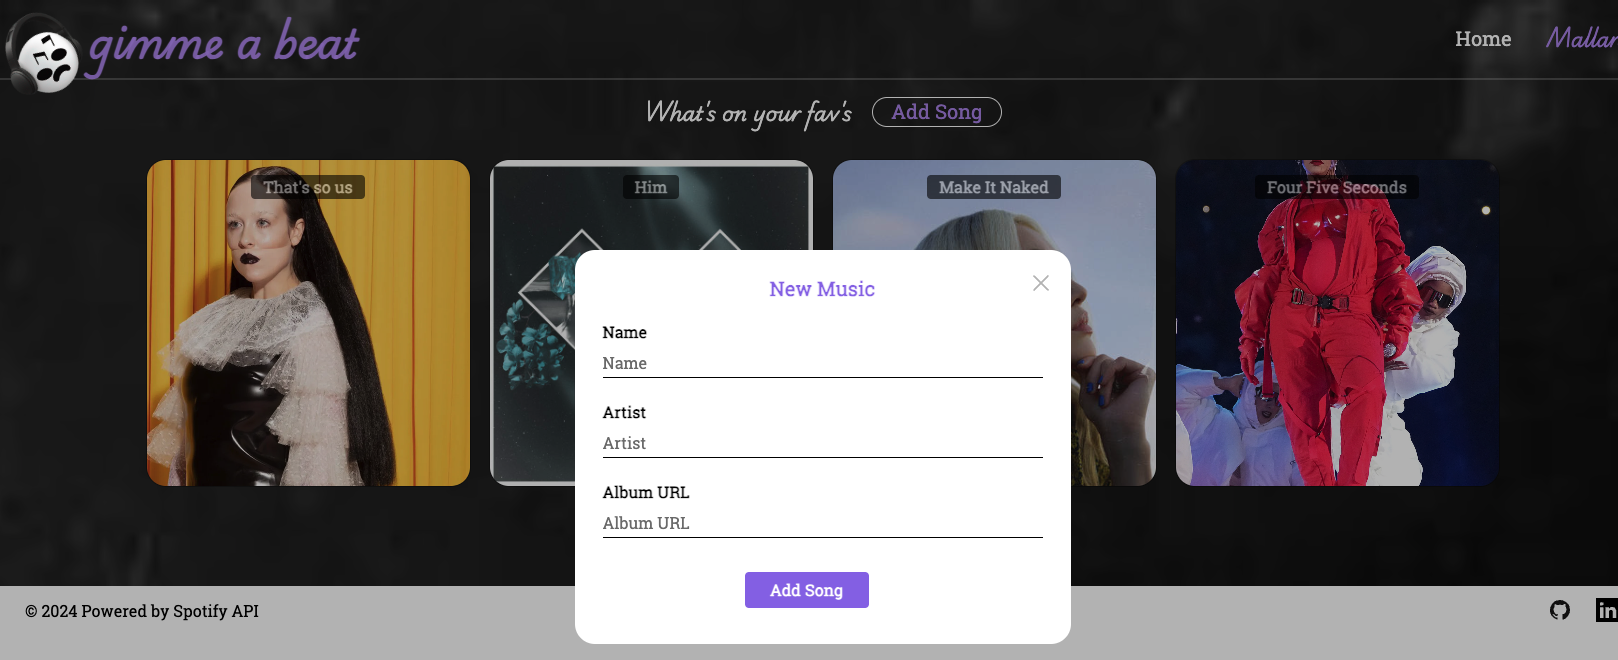 gimme a beat
Home
What's on your fav's
Add Song
That's so us
Him
Make It Naked
Four Five Seconds
New Music
Name
Name
Artist
Artist
Album URL
Album URL
Add Song
© 2024 Powered by Spotify API
in